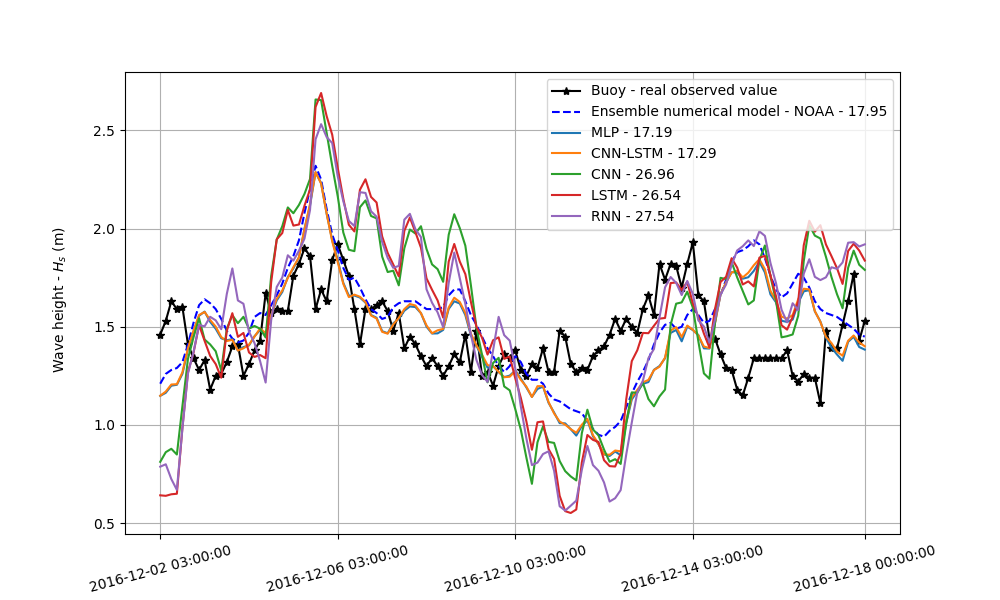 Buoy - real observed value
Ensemble numerical model - NOAA - 17.95
MLP - 17.19
CNN-LSTM - 17.29
CNN - 26.96
LSTM - 26.54
RNN - 27.54
Wave height - Hₛ (m)
2.5
2.0
1.5
1.0
0.5
2016-12-02 03:00:00
2016-12-06 03:00:00
2016-12-10 03:00:00
2016-12-14 03:00:00
2016-12-18 00:00:00